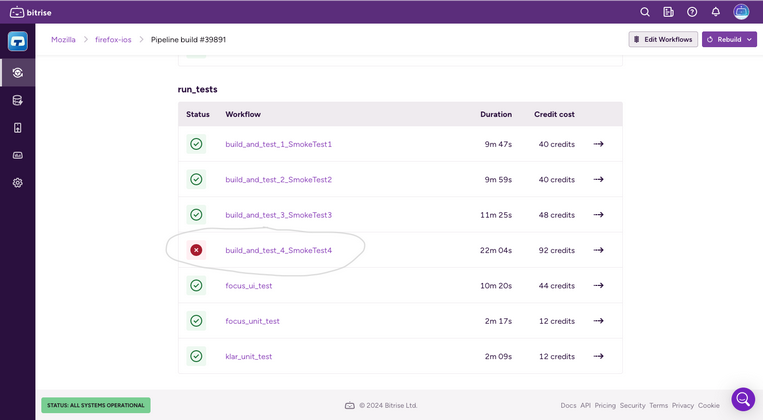 bitrise
Mozilla firefox-ios Pipeline build #39891 Edit Workflows Rebuild
run_tests
Status Workflow Duration Credit cost
build_and_test_1_SmokeTest1 9m 47s 40 credits
build_and_test_2_SmokeTest2 9m 59s 40 credits
build_and_test_3_SmokeTest3 11m 25s 48 credits
build_and_test_4_SmokeTest4 22m 04s 92 credits
focus_ui_test 10m 20s 44 credits
focus_unit_test 2m 17s 12 credits
klar_unit_test 2m 09s 12 credits
STATUS: ALL SYSTEMS OPERATIONAL © 2024 Bitrise Ltd. Docs API Pricing Security Terms Privacy Cookie